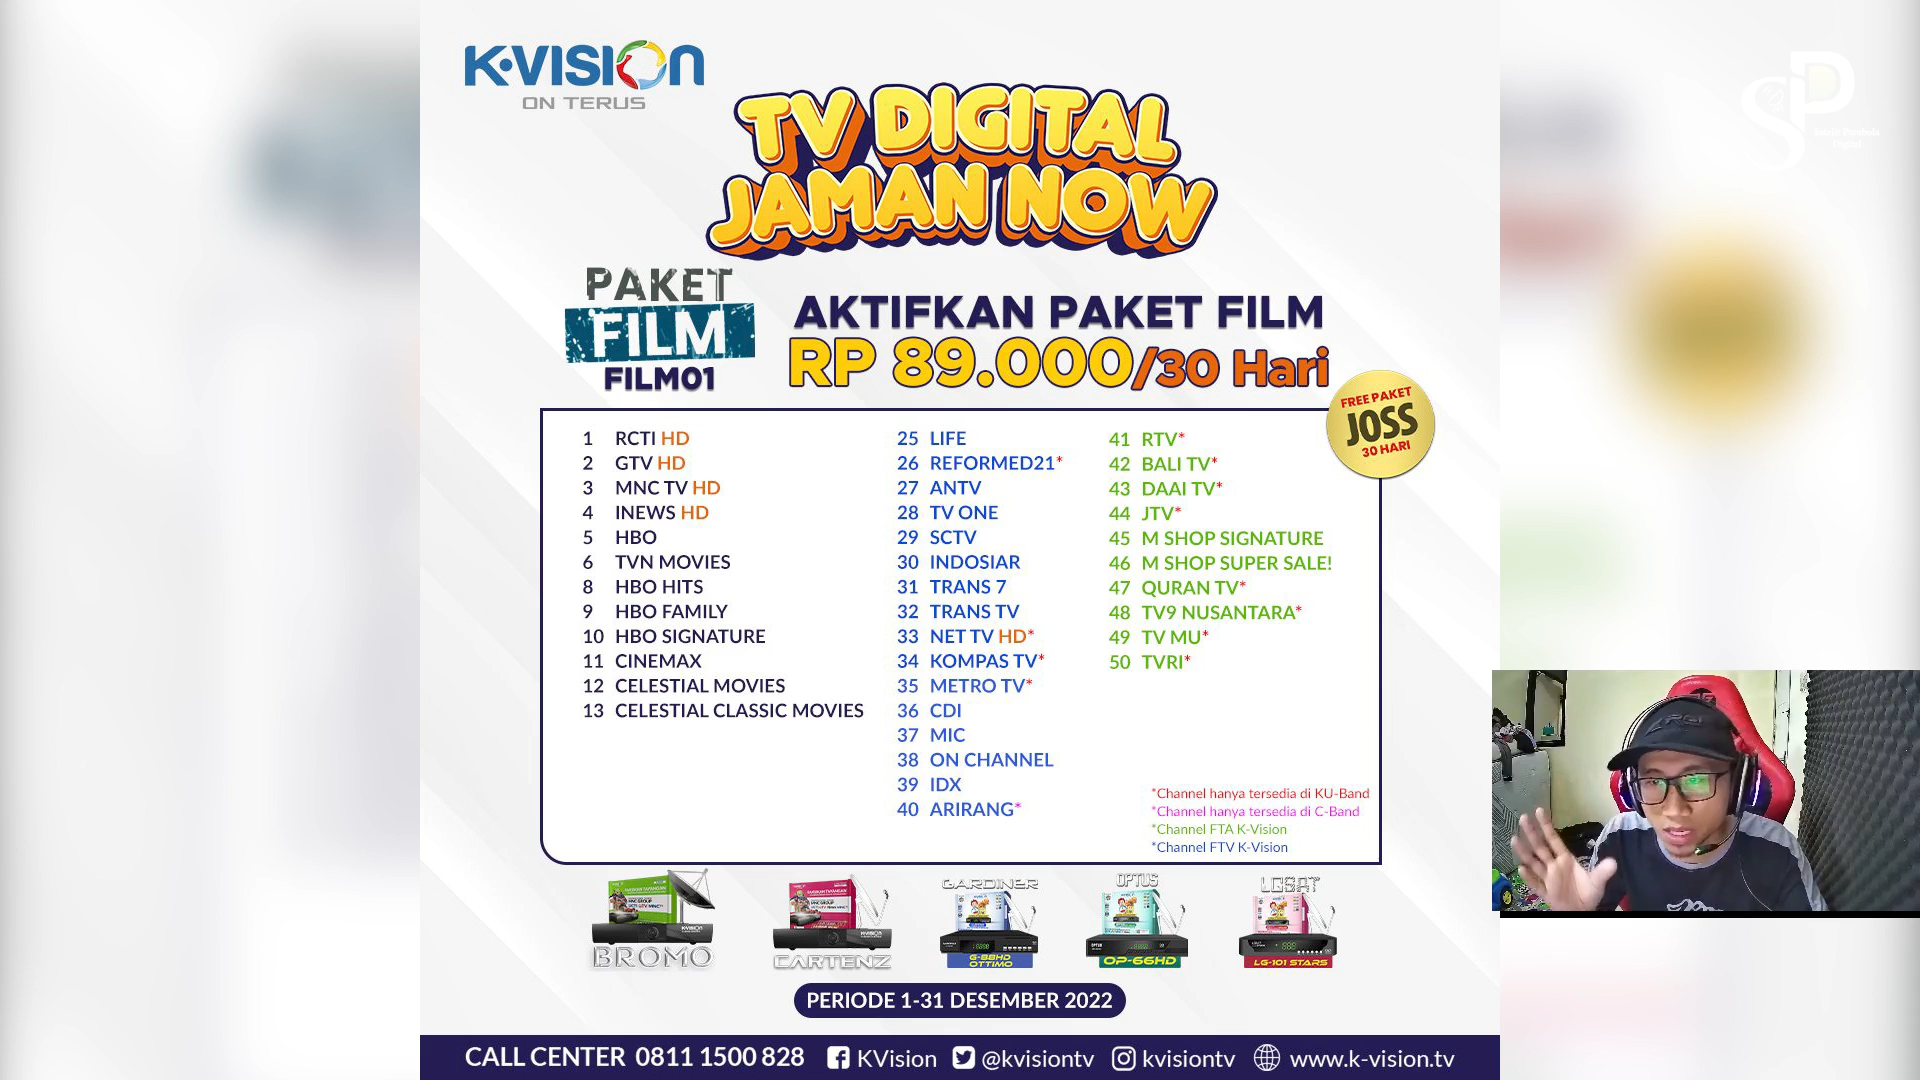 K-VISION
ON TERUS
TV DIGITAL
JAMAN NOW
PAKET
FILM
FILM01
AKTIFKAN PAKET FILM
RP 89.000/30 Hari
FREE PAKET
JOSS
30 HARI
1 RCTI HD
2 GTV HD
3 MNC TV HD
4 INEWS HD
5 HBO
6 TVN MOVIES
8 HBO HITS
9 HBO FAMILY
10 HBO SIGNATURE
11 CINEMAX
12 CELESTIAL MOVIES
13 CELESTIAL CLASSIC MOVIES
25 LIFE
26 REFORMED21*
27 ANTV
28 TV ONE
29 SCTV
30 INDOSIAR
31 TRANS 7
32 TRANS TV
33 NET TV HD*
34 KOMPAS TV*
35 METRO TV*
36 CDI
37 MIC
38 ON CHANNEL
39 IDX
40 ARIRANG*
41 RTV*
42 BALI TV*
43 DAAI TV*
44 JTV*
45 M SHOP SIGNATURE
46 M SHOP SUPER SALE!
47 QURAN TV*
48 TV9 NUSANTARA*
49 TV MU*
50 TVRI*
*Channel hanya tersedia di KU-Band
*Channel hanya tersedia di C-Band
*Channel FTA K-Vision
*Channel FTV K-Vision
BROMO
CARTENZ
GARDINER
G-88HD
OTTIMO
OPTUS
OP-66HD
LGSAT
LG-101 STARS
PERIODE 1-31 DESEMBER 2022
CALL CENTER 0811 1500 828 KVision @kvisiontv kvisiontv www.k-vision.tv